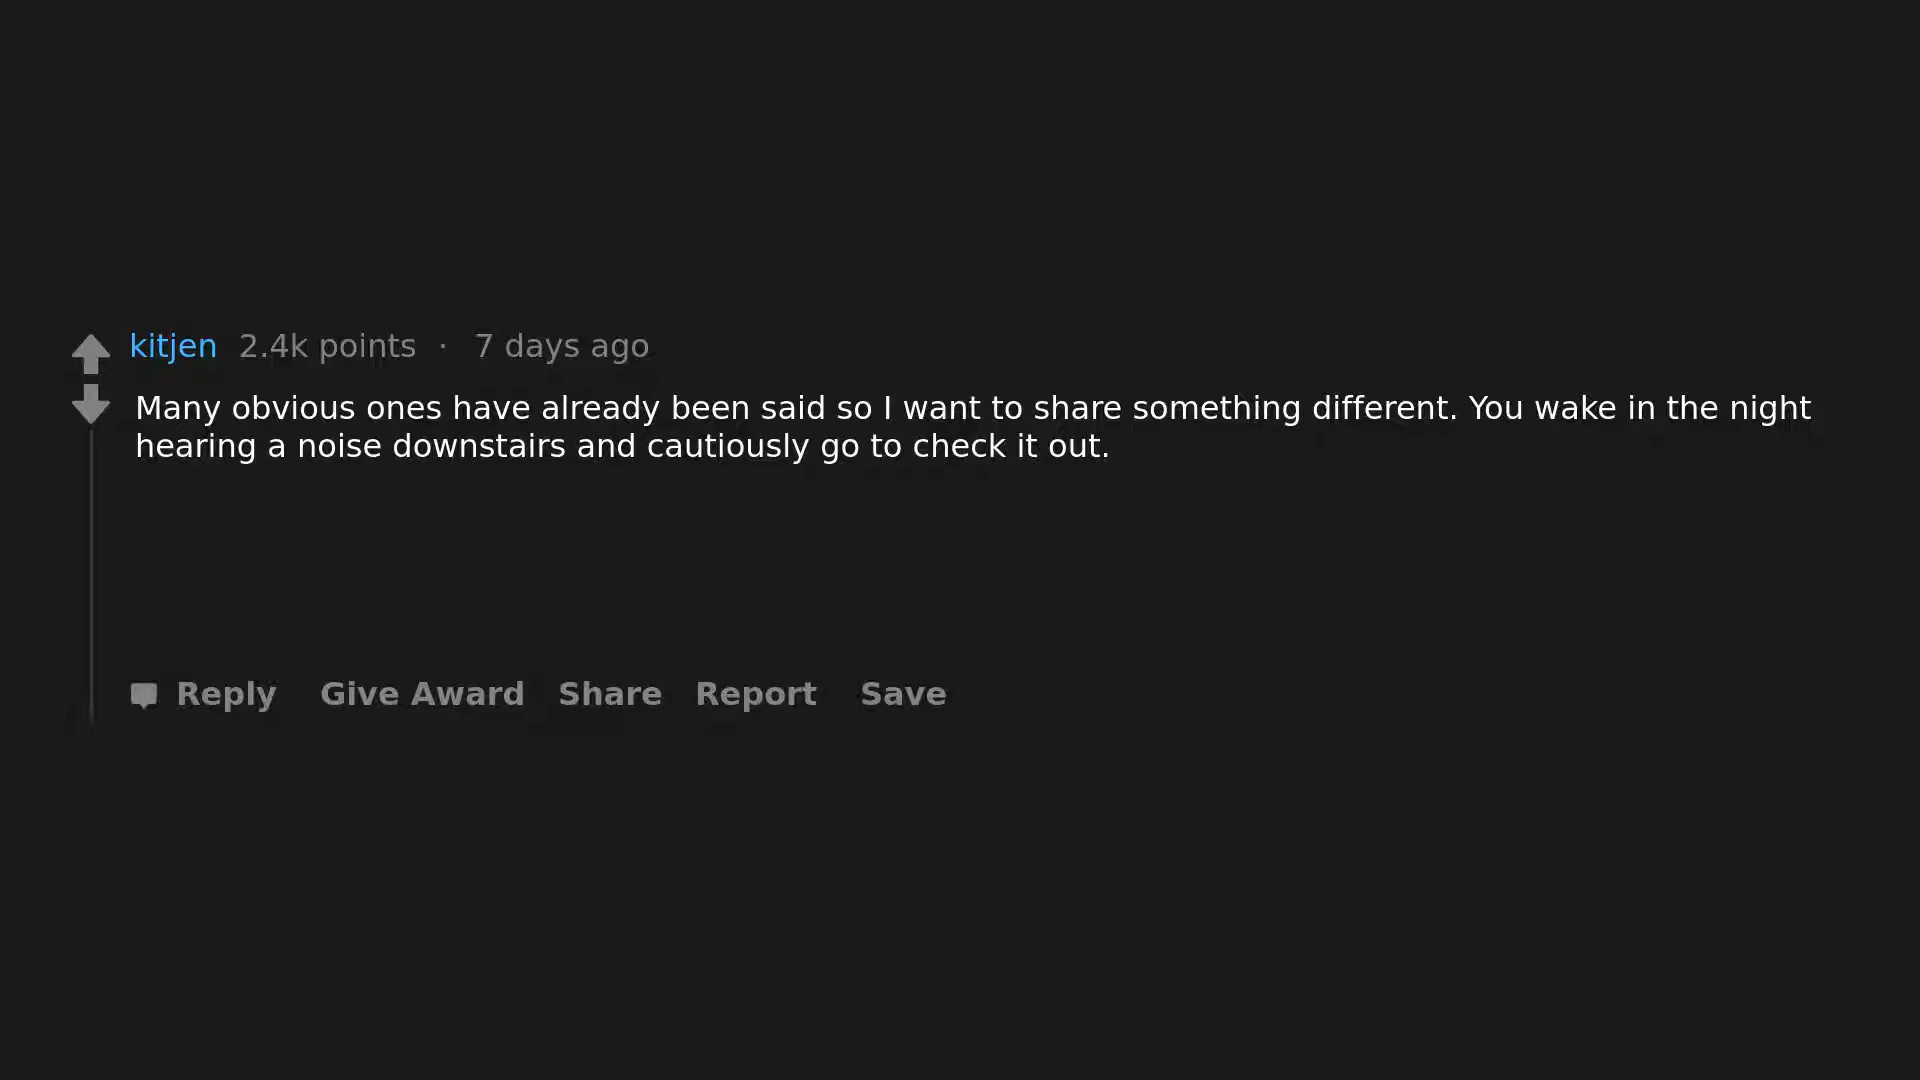 kitjen 2.4k points · 7 days ago
Many obvious ones have already been said so I want to share something different. You wake in the night
hearing a noise downstairs and cautiously go to check it out.
Reply Give Award Share Report Save